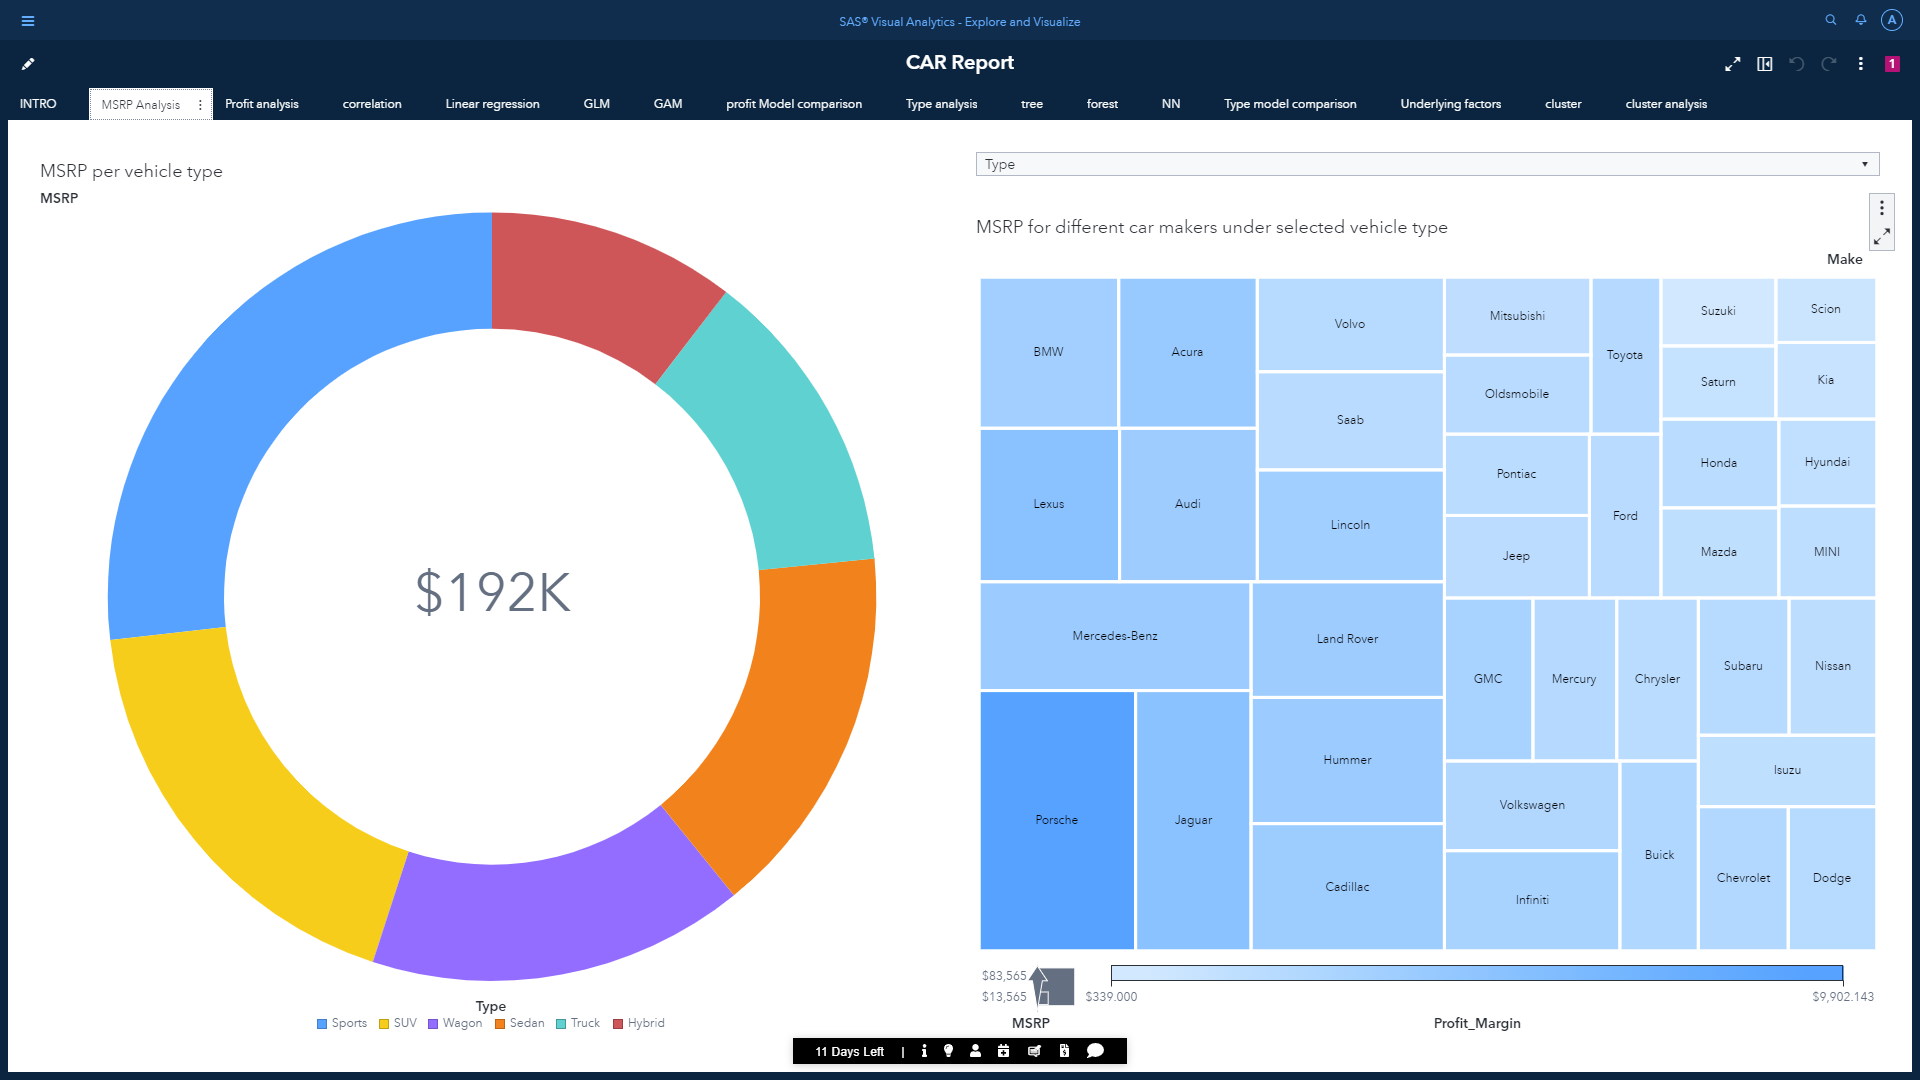 SAS® Visual Analytics - Explore and Visualize
A
CAR Report
1
INTRO
MSRP Analysis
Profit analysis
correlation
Linear regression
GLM
GAM
profit Model comparison
Type analysis
tree
forest
NN
Type model comparison
Underlying factors
cluster
cluster analysis
MSRP per vehicle type
MSRP
$192K
Type
Sports
SUV
Wagon
Sedan
Truck
Hybrid
Type
MSRP for different car makers under selected vehicle type
Make
BMW
Acura
Lexus
Audi
Mercedes-Benz
Porsche
Jaguar
Volvo
Saab
Lincoln
Land Rover
Hummer
Cadillac
Mitsubishi
Oldsmobile
Pontiac
Jeep
Toyota
Ford
Suzuki
Scion
Saturn
Kia
Honda
Hyundai
Mazda
MINI
GMC
Mercury
Chrysler
Subaru
Nissan
Isuzu
Volkswagen
Infiniti
Buick
Chevrolet
Dodge
$83,565
$13,565
MSRP
$339.000
$9,902.143
Profit_Margin
11 Days Left |